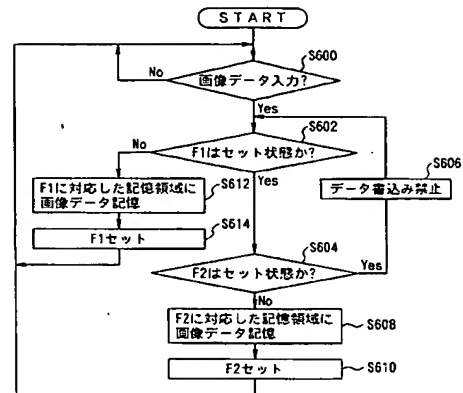 START
S600
画像データ入力?
No
Yes
S602
F1はセット状態か?
No
Yes
S606
データ書込み禁止
F1に対応した記憶領域に
画像データ記憶
S612
F1セット
S614
S604
F2はセット状態か?
Yes
No
F2に対応した記憶領域に
画像データ記憶
S608
F2セット
S610